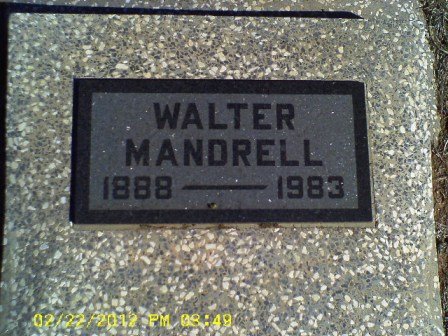 WALTER
MANDRELL
1888 — 1983
02/22/2012 PM 03:49